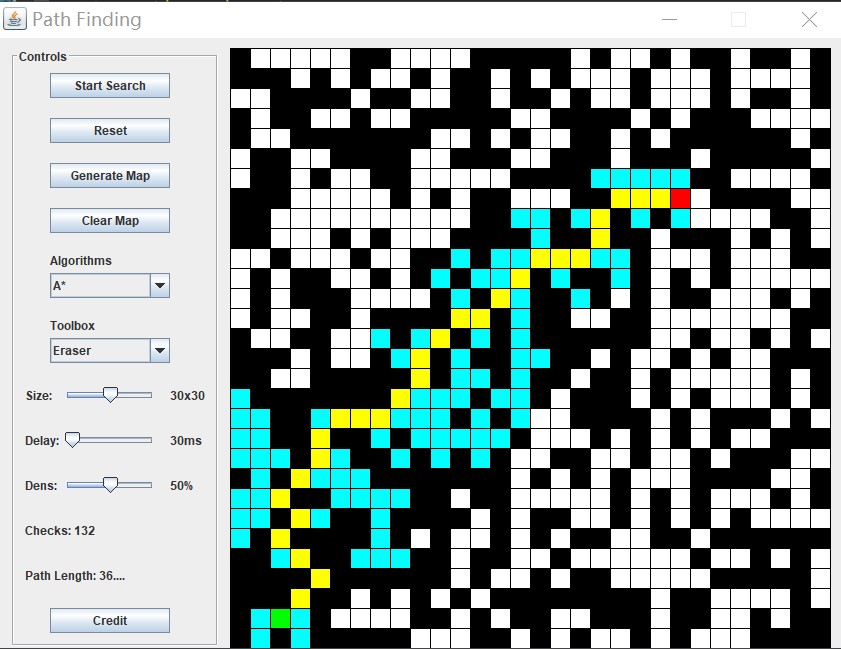 Path Finding
Controls
Start Search
Reset
Generate Map
Clear Map
Algorithms
A*
Toolbox
Eraser
Size: 30x30
Delay: 30ms
Dens: 50%
Checks: 132
Path Length: 36....
Credit